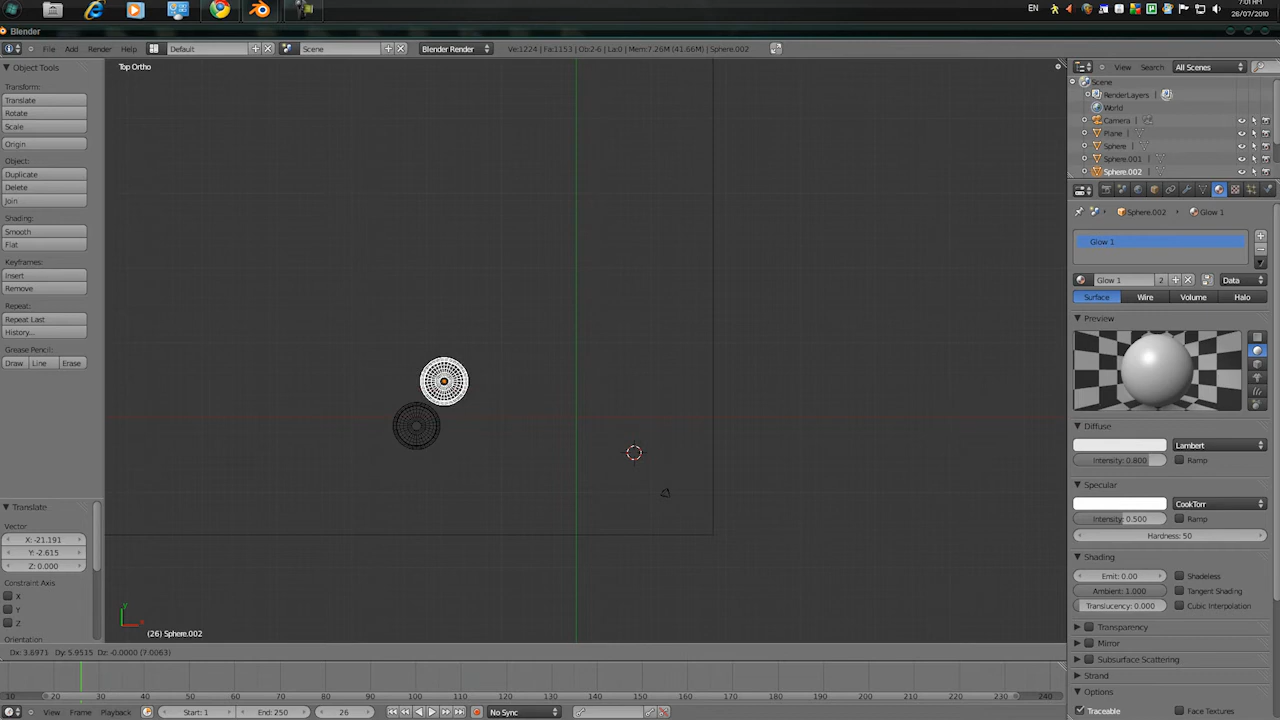 7:01 AM
EN
26/07/2010
Blender
File Add Render Help Default Scene Blender Render Ve:1224 | Fa:1153 | Ob:2-6 | La:0 | Mem:7.26M (41.66M) | Sphere.002
Object Tools
Transform:
Translate
Rotate
Scale
Origin
Object:
Duplicate
Delete
Join
Shading:
Smooth
Flat
Keyframes:
Insert
Remove
Repeat:
Repeat Last
History...
Grease Pencil:
Draw Line Erase
Translate
Vector
X: -21.191
Y: -2.615
Z: 0.000
Constraint Axis
X
Y
Z
Orientation
Top Ortho
y
x
(26) Sphere.002
Dx: 3.6971 Dy: 5.9515 Dz: -0.0000 (7.0063)
10 20 30 40 50 60 70 80 90 100 110 120 130 140 150 160 170 180 190 200 210 220 230 240
View Frame Playback Start: 1 End: 250 26 No Sync
View Search All Scenes
Scene
RenderLayers |
World
Camera |
Plane |
Sphere |
Sphere.001 |
Sphere.002 |
Sphere.002 Glow 1
Glow 1
Glow 1 2 Data
Surface Wire Volume Halo
Preview
Diffuse
Lambert
Intensity: 0.800 Ramp
Specular
CookTorr
Intensity: 0.500 Ramp
Hardness: 50
Shading
Emit: 0.00 Shadeless
Ambient: 1.000 Tangent Shading
Translucency: 0.000 Cubic Interpolation
Transparency
Mirror
Subsurface Scattering
Strand
Options
Traceable Face Textures